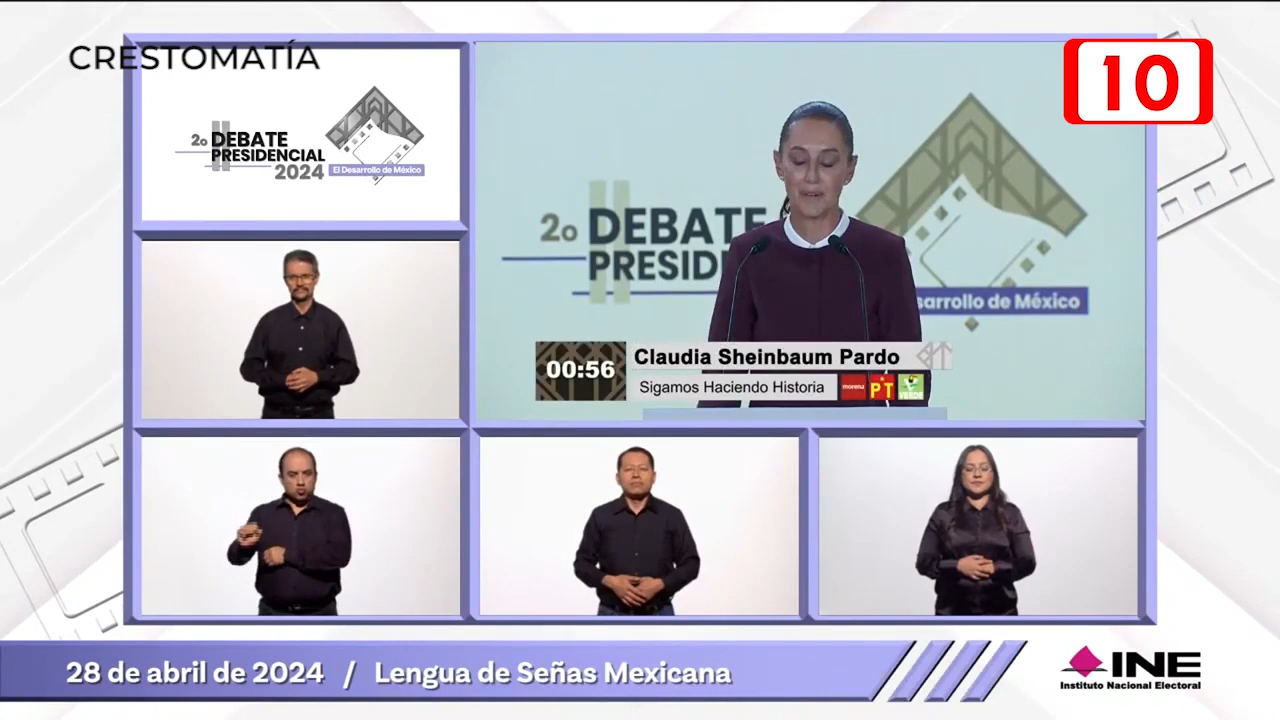 CRESTOMATÍA
10
2o DEBATE
PRESIDENCIAL
2024
El Desarrollo de México
2o DEBATE
PRESID
sarrollo de México
00:56
Claudia Sheinbaum Pardo
Sigamos Haciendo Historia
morena
PT
VERDE
28 de abril de 2024 / Lengua de Señas Mexicana
INE
Instituto Nacional Electoral